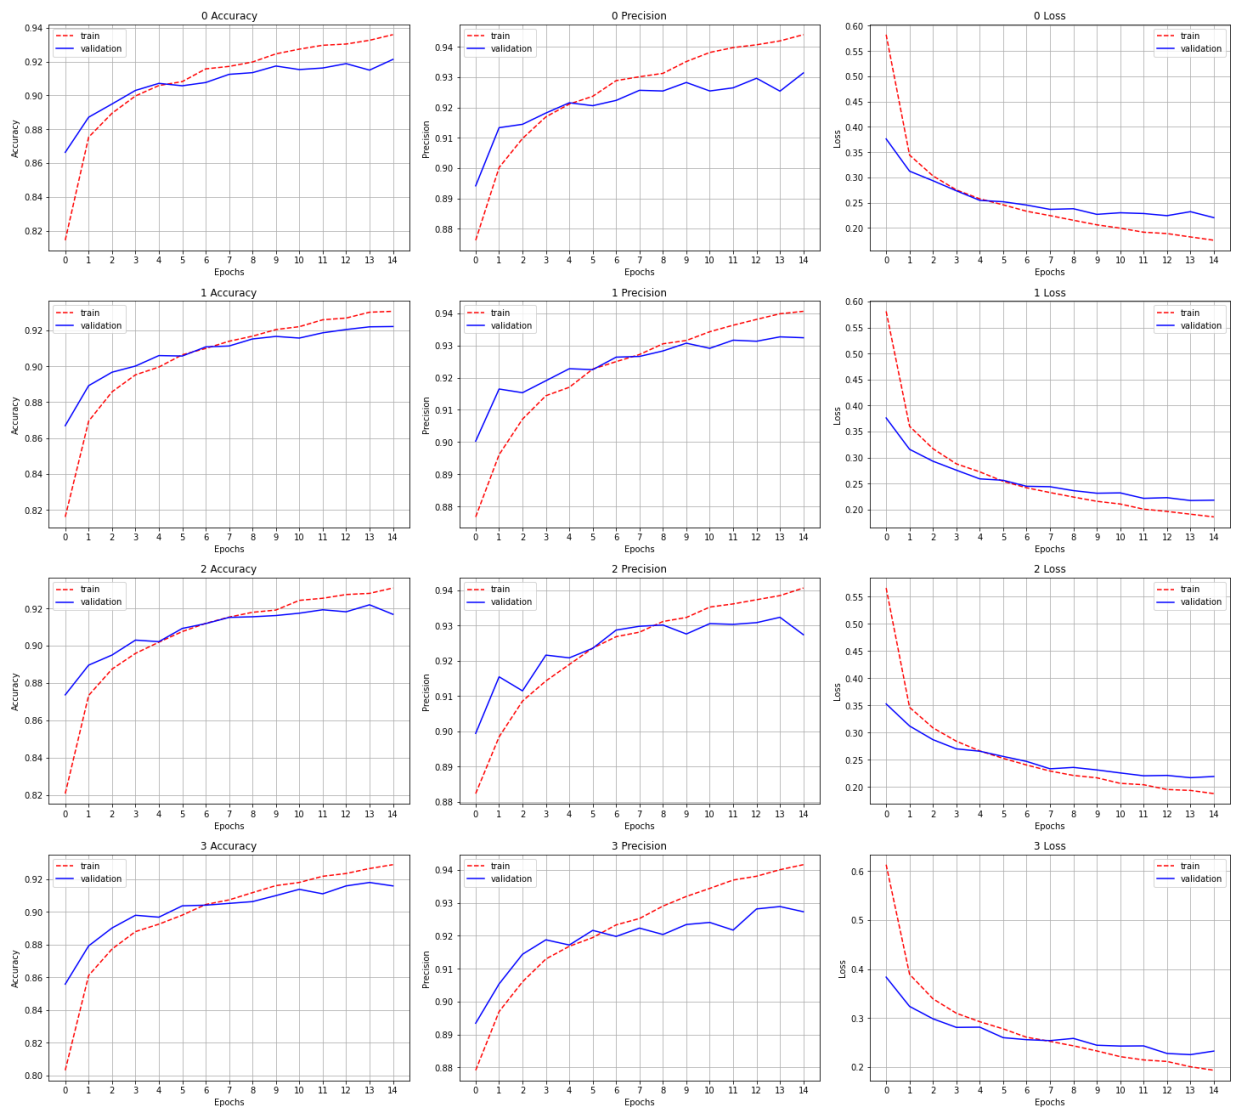 0 Accuracy
train
validation
0.94
0.92
0.90
0.88
0.86
0.84
0.82
Accuracy
0 1 2 3 4 5 6 7 8 9 10 11 12 13 14
Epochs
0 Precision
train
validation
0.94
0.93
0.92
0.91
0.90
0.89
0.88
Precision
0 1 2 3 4 5 6 7 8 9 10 11 12 13 14
Epochs
0 Loss
train
validation
0.60
0.55
0.50
0.45
0.40
0.35
0.30
0.25
0.20
Loss
0 1 2 3 4 5 6 7 8 9 10 11 12 13 14
Epochs
1 Accuracy
train
validation
0.92
0.90
0.88
0.86
0.84
0.82
Accuracy
0 1 2 3 4 5 6 7 8 9 10 11 12 13 14
Epochs
1 Precision
train
validation
0.94
0.93
0.92
0.91
0.90
0.89
0.88
Precision
0 1 2 3 4 5 6 7 8 9 10 11 12 13 14
Epochs
1 Loss
train
validation
0.60
0.55
0.50
0.45
0.40
0.35
0.30
0.25
0.20
Loss
0 1 2 3 4 5 6 7 8 9 10 11 12 13 14
Epochs
2 Accuracy
train
validation
0.92
0.90
0.88
0.86
0.84
0.82
Accuracy
0 1 2 3 4 5 6 7 8 9 10 11 12 13 14
Epochs
2 Precision
train
validation
0.94
0.93
0.92
0.91
0.90
0.89
0.88
Precision
0 1 2 3 4 5 6 7 8 9 10 11 12 13 14
Epochs
2 Loss
train
validation
0.55
0.50
0.45
0.40
0.35
0.30
0.25
0.20
Loss
0 1 2 3 4 5 6 7 8 9 10 11 12 13 14
Epochs
3 Accuracy
train
validation
0.92
0.90
0.88
0.86
0.84
0.82
0.80
Accuracy
0 1 2 3 4 5 6 7 8 9 10 11 12 13 14
Epochs
3 Precision
train
validation
0.94
0.93
0.92
0.91
0.90
0.89
0.88
Precision
0 1 2 3 4 5 6 7 8 9 10 11 12 13 14
Epochs
3 Loss
train
validation
0.6
0.5
0.4
0.3
0.2
Loss
0 1 2 3 4 5 6 7 8 9 10 11 12 13 14
Epochs